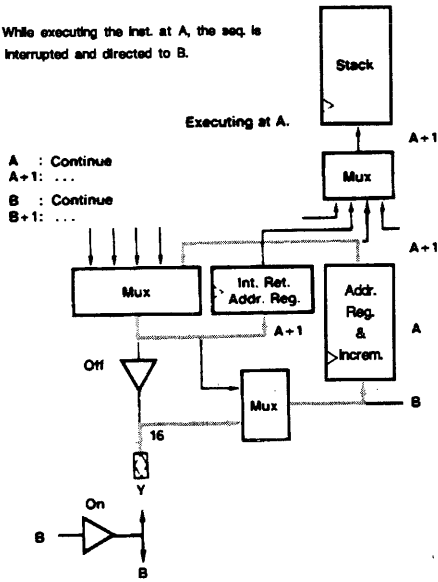 While executing the inst. at A, the seq. is
interrupted and directed to B.
Stack
Executing at A.
A+1
A : Continue
A+1: ...
B : Continue
B+1: ...
Mux
A+1
Mux
Int. Ret.
Addr. Reg.
Addr.
Reg.
&
Increm.
A
A+1
Off
Mux
B
16
Y
On
B
B